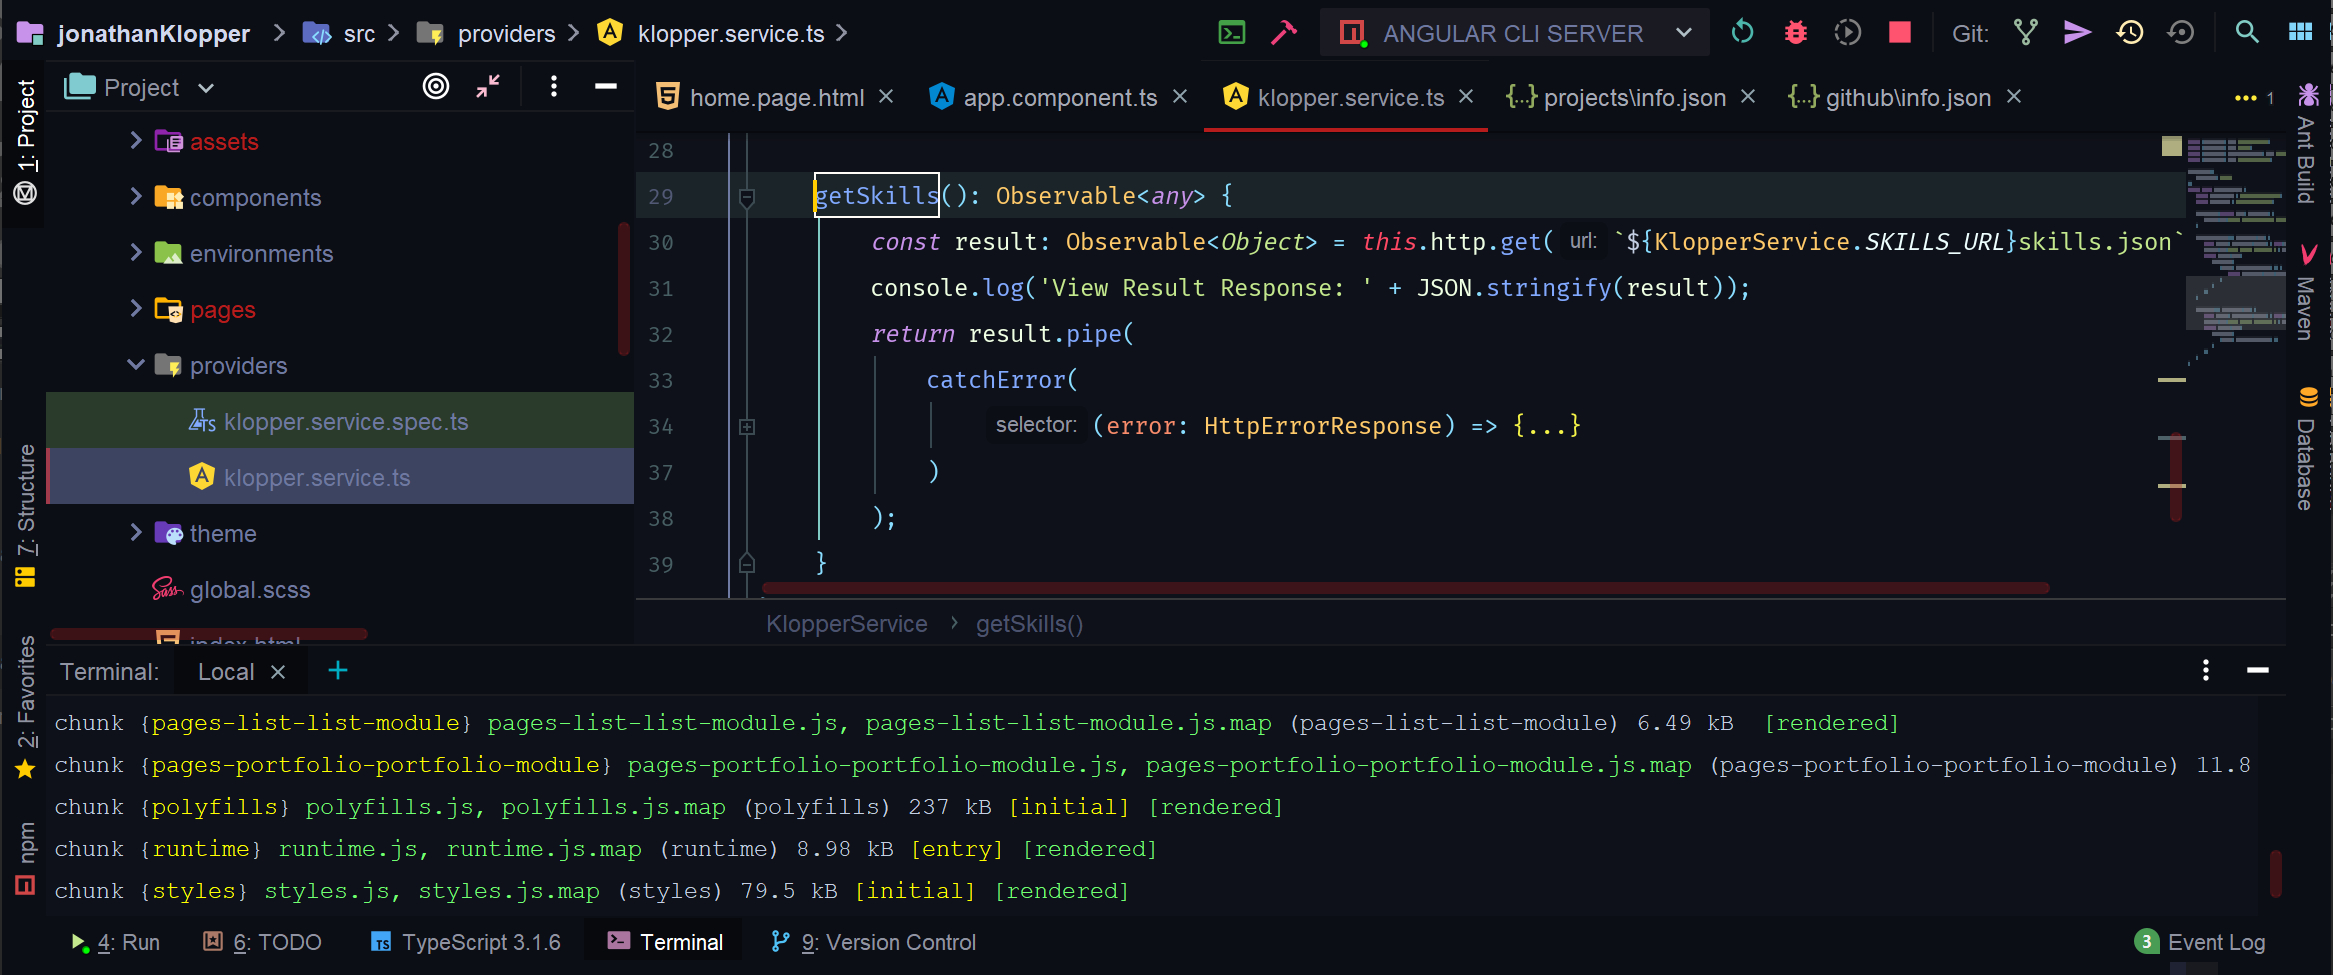 jonathanKlopper > src > providers > klopper.service.ts >
ANGULAR CLI SERVER
Git:
1: Project
Project
home.page.html
app.component.ts
klopper.service.ts
{..} projects\info.json
{..} github\info.json
1
assets
components
environments
pages
providers
klopper.service.spec.ts
klopper.service.ts
theme
Sass global.scss
index.html
7: Structure
2: Favorites
npm
28
29 getSkills(): Observable<any> {
30 const result: Observable<Object> = this.http.get( url: `${KlopperService.SKILLS_URL}skills.json`
31 console.log('View Result Response: ' + JSON.stringify(result));
32 return result.pipe(
33 catchError(
34 selector: (error: HttpErrorResponse) => {...}
37 )
38 );
39 }
KlopperService > getSkills()
Ant Build
Maven
Database
Terminal: Local +
chunk {pages-list-list-module} pages-list-list-module.js, pages-list-list-module.js.map (pages-list-list-module) 6.49 kB  [rendered]
chunk {pages-portfolio-portfolio-module} pages-portfolio-portfolio-module.js, pages-portfolio-portfolio-module.js.map (pages-portfolio-portfolio-module) 11.8
chunk {polyfills} polyfills.js, polyfills.js.map (polyfills) 237 kB [initial] [rendered]
chunk {runtime} runtime.js, runtime.js.map (runtime) 8.98 kB [entry] [rendered]
chunk {styles} styles.js, styles.js.map (styles) 79.5 kB [initial] [rendered]
4: Run
6: TODO
TS TypeScript 3.1.6
Terminal
9: Version Control
3 Event Log